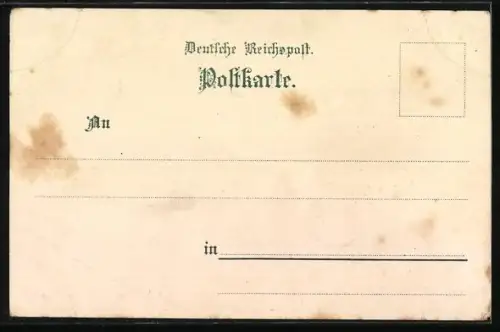 Deutsche Reichspost.
Postkarte.
An
in